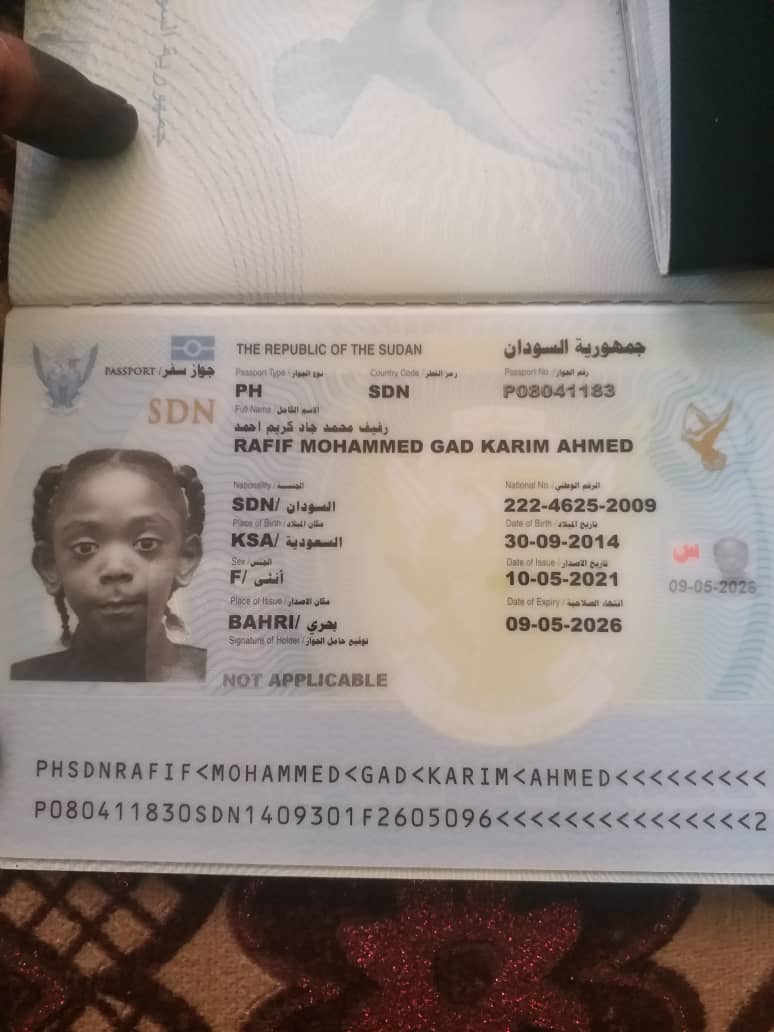 جمهورية السودان
THE REPUBLIC OF THE SUDAN جمهورية السودان
PASSPORT / جواز سفر
Passport Type / نوع الجواز Country Code / رمز القطر Passport No. / رقم الجواز
PH SDN P08041183
SDN
Full Name / الاسم الكامل
رفيف محمد جاد كريم احمد
RAFIF MOHAMMED GAD KARIM AHMED
Nationality / الجنسية National No. / الرقم الوطني
SDN/ السودان 222-4625-2009
Place of Birth / مكان الميلاد Date of Birth / تاريخ الميلاد
KSA/ السعودية 30-09-2014
Sex / الجنس Date of Issue / تاريخ الاصدار
F/ أنثى 10-05-2021
س
09-05-2026
Place of Issue / مكان الاصدار Date of Expiry / انتهاء الصلاحية
BAHRI/ بحري 09-05-2026
Signature of Holder / توقيع حامل الجواز
NOT APPLICABLE
PHSDNRAFIF<MOHAMMED<GAD<KARIM<AHMED<<<<<<<<<
P080411830SDN1409301F2605096<<<<<<<<<<<<<<<2